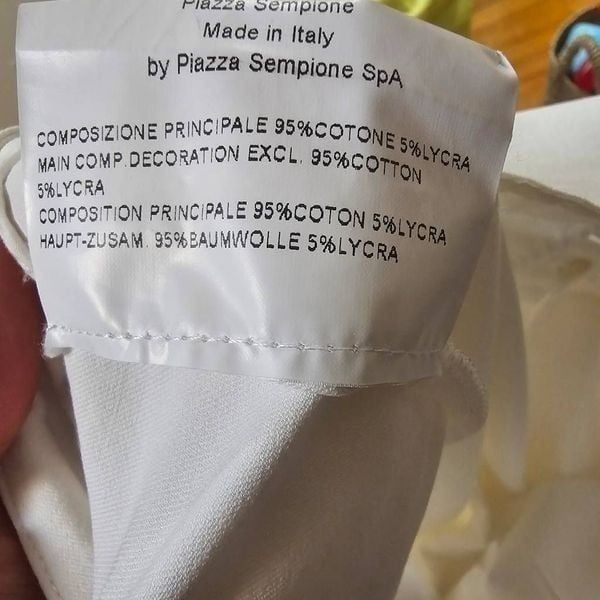 Piazza Sempione
Made in Italy
by Piazza Sempione SpA
COMPOSIZIONE PRINCIPALE 95%COTONE 5%LYCRA
MAIN COMP.DECORATION EXCL. 95%COTTON
5%LYCRA
COMPOSITION PRINCIPALE 95%COTON 5%LYCRA
HAUPT-ZUSAM. 95%BAUMWOLLE 5%LYCRA